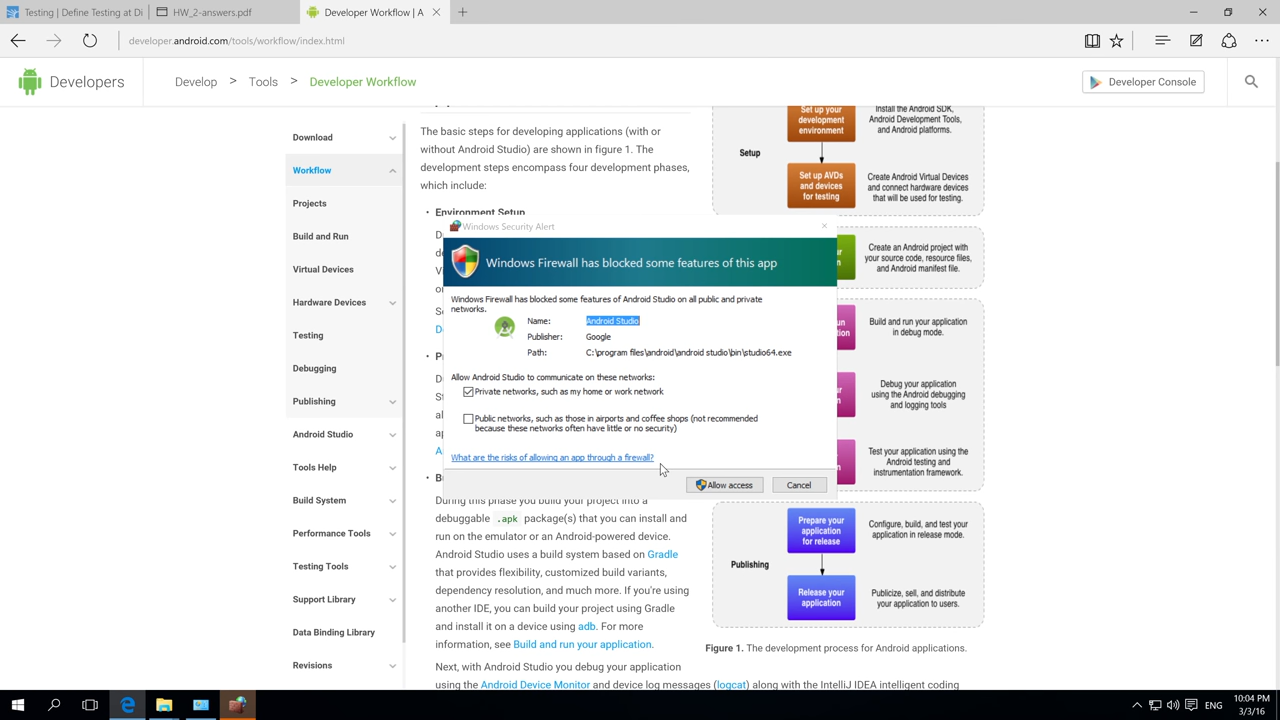 Testing | Define Testing at Di
HW_2-answers.pdf
Developer Workflow | A
developer.android.com/tools/workflow/index.html
Developers
Develop > Tools > Developer Workflow
Developer Console
Download
Workflow
Projects
Build and Run
Virtual Devices
Hardware Devices
Testing
Debugging
Publishing
Android Studio
Tools Help
Build System
Performance Tools
Testing Tools
Support Library
Data Binding Library
Revisions
The basic steps for developing applications (with or
without Android Studio) are shown in figure 1. The
development steps encompass four development phases,
which include:
• Environment Setup
Windows Security Alert
Windows Firewall has blocked some features of this app
Windows Firewall has blocked some features of Android Studio on all public and private
networks.
Name: Android Studio
Publisher: Google
Path: C:\program files\android\android studio\bin\studio64.exe
Allow Android Studio to communicate on these networks:
Private networks, such as my home or work network
Public networks, such as those in airports and coffee shops (not recommended
because these networks often have little or no security)
What are the risks of allowing an app through a firewall?
Allow access
Cancel
During this phase you build your project into a
debuggable .apk package(s) that you can install and
run on the emulator or an Android-powered device.
Android Studio uses a build system based on Gradle
that provides flexibility, customized build variants,
dependency resolution, and much more. If you're using
another IDE, you can build your project using Gradle
and install it on a device using adb. For more
information, see Build and run your application.
Next, with Android Studio you debug your application
using the Android Device Monitor and device log messages (logcat) along with the IntelliJ IDEA intelligent coding
Setup
Set up your
development
environment
Install the Android SDK,
Android Development Tools,
and Android platforms.
Set up AVDs
and devices
for testing
Create Android Virtual Devices
and connect hardware devices
that will be used for testing.
Create an Android project with
your source code, resource files,
and Android manifest file.
Build and run your application
in debug mode.
Debug your application
using the Android debugging
and logging tools
Test your application using the
Android testing and
instrumentation framework.
Publishing
Prepare your
application
for release
Configure, build, and test your
application in release mode.
Release your
application
Publicize, sell, and distribute
your application to users.
Figure 1. The development process for Android applications.
ENG
10:04 PM
3/3/16